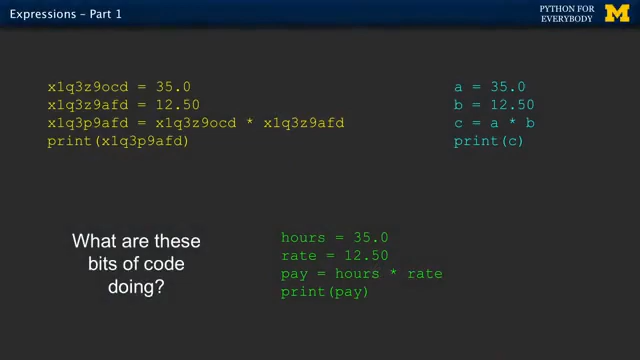 Expressions – Part 1
PYTHON FOR
EVERYBODY
M
x1q3z9ocd = 35.0
x1q3z9afd = 12.50
x1q3p9afd = x1q3z9ocd * x1q3z9afd
print(x1q3p9afd)
a = 35.0
b = 12.50
c = a * b
print(c)
What are these
bits of code
doing?
hours = 35.0
rate = 12.50
pay = hours * rate
print(pay)